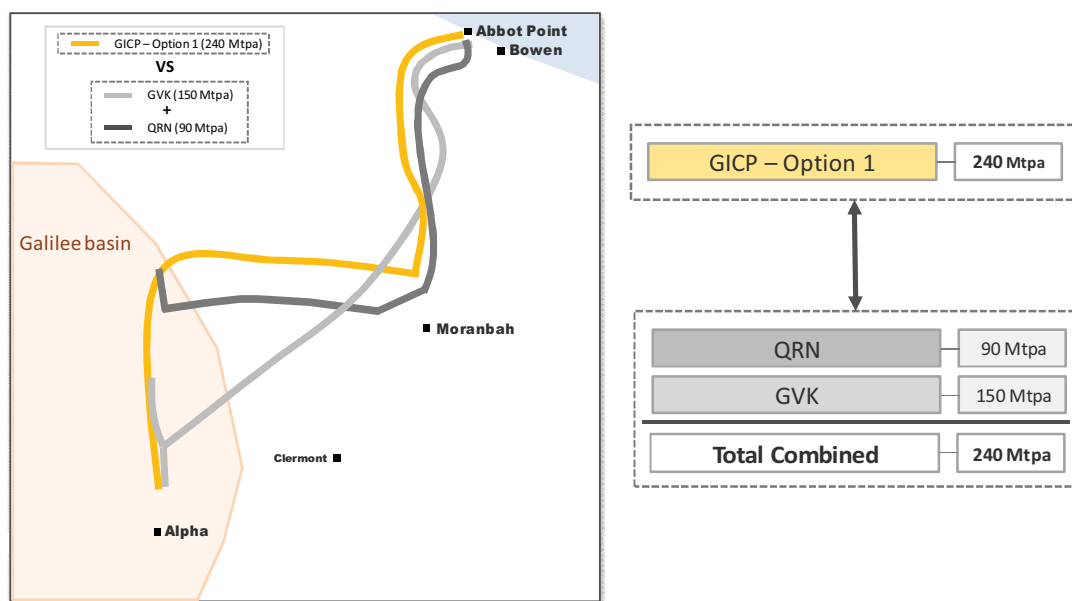 GICP – Option 1 (240 Mtpa)
VS
GVK (150 Mtpa)
+
QRN (90 Mtpa)
Abbot Point
Bowen
Galilee basin
Moranbah
Clermont
Alpha
GICP – Option 1
240 Mtpa
QRN
90 Mtpa
GVK
150 Mtpa
Total Combined
240 Mtpa